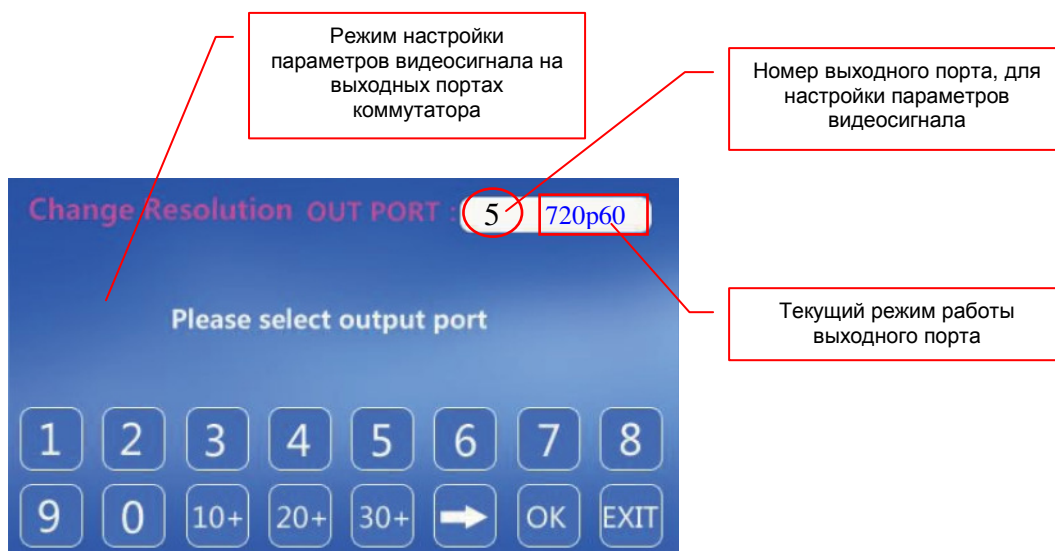 Режим настройки
параметров видеосигнала на
выходных портах
коммутатора
Номер выходного порта, для
настройки параметров
видеосигнала
Change Resolution OUT PORT : 5 720p60
Please select output port
Текущий режим работы
выходного порта
1 2 3 4 5 6 7 8
9 0 10+ 20+ 30+ OK EXIT